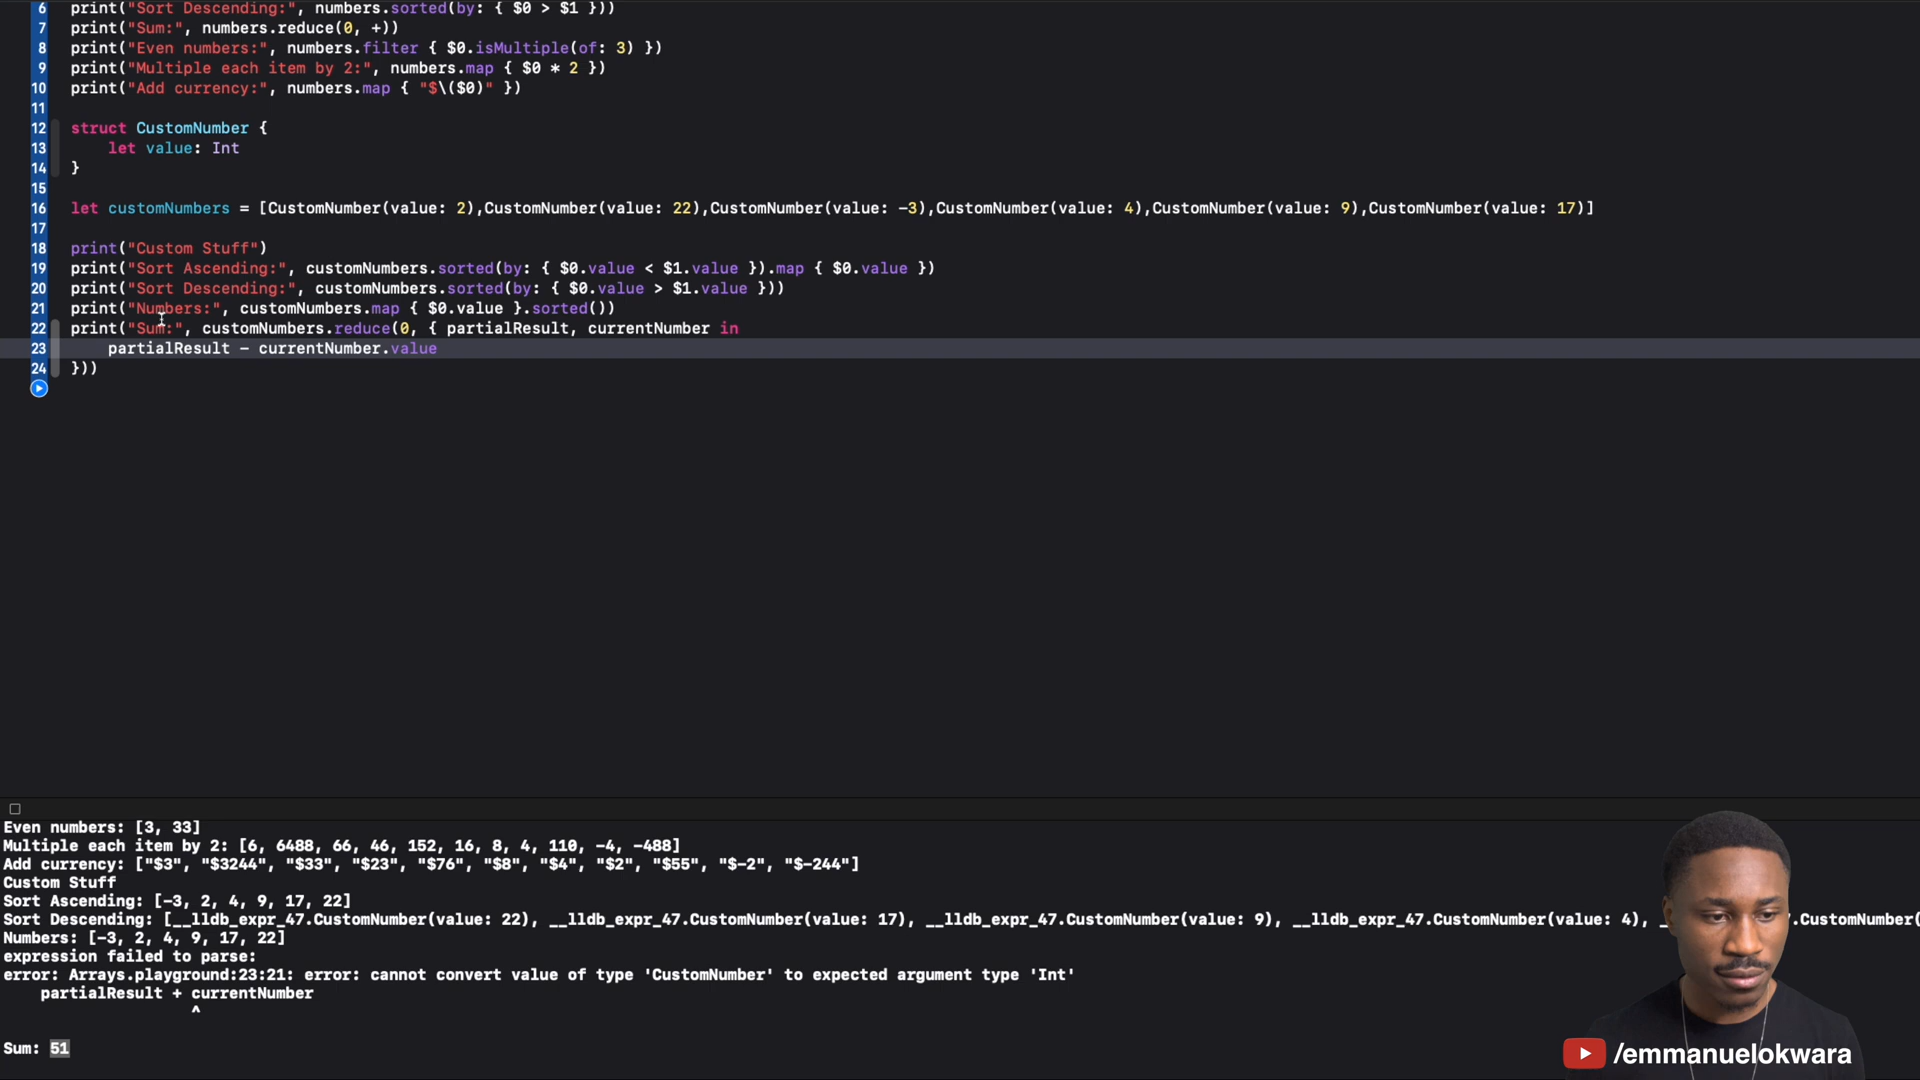 6 print("Sort Descending:", numbers.sorted(by: { $0 > $1 }))
7 print("Sum:", numbers.reduce(0, +))
8 print("Even numbers:", numbers.filter { $0.isMultiple(of: 3) })
9 print("Multiple each item by 2:", numbers.map { $0 * 2 })
10 print("Add currency:", numbers.map { "$\($0)" })
11
12 struct CustomNumber {
13     let value: Int
14 }
15
16 let customNumbers = [CustomNumber(value: 2),CustomNumber(value: 22),CustomNumber(value: -3),CustomNumber(value: 4),CustomNumber(value: 9),CustomNumber(value: 17)]
17
18 print("Custom Stuff")
19 print("Sort Ascending:", customNumbers.sorted(by: { $0.value < $1.value }).map { $0.value })
20 print("Sort Descending:", customNumbers.sorted(by: { $0.value > $1.value }))
21 print("Numbers:", customNumbers.map { $0.value }.sorted())
22 print("Sum:", customNumbers.reduce(0, { partialResult, currentNumber in
23     partialResult - currentNumber.value
24 }))
Even numbers: [3, 33]
Multiple each item by 2: [6, 6488, 66, 46, 152, 16, 8, 4, 110, -4, -488]
Add currency: ["$3", "$3244", "$33", "$23", "$76", "$8", "$4", "$2", "$55", "$-2", "$-244"]
Custom Stuff
Sort Ascending: [-3, 2, 4, 9, 17, 22]
Sort Descending: [__lldb_expr_47.CustomNumber(value: 22), __lldb_expr_47.CustomNumber(value: 17), __lldb_expr_47.CustomNumber(value: 9), __lldb_expr_47.CustomNumber(value: 4), _ .CustomNumber(
Numbers: [-3, 2, 4, 9, 17, 22]
expression failed to parse:
error: Arrays.playground:23:21: error: cannot convert value of type 'CustomNumber' to expected argument type 'Int'
    partialResult + currentNumber
                    ^
Sum: 51
/emmanuelokwara